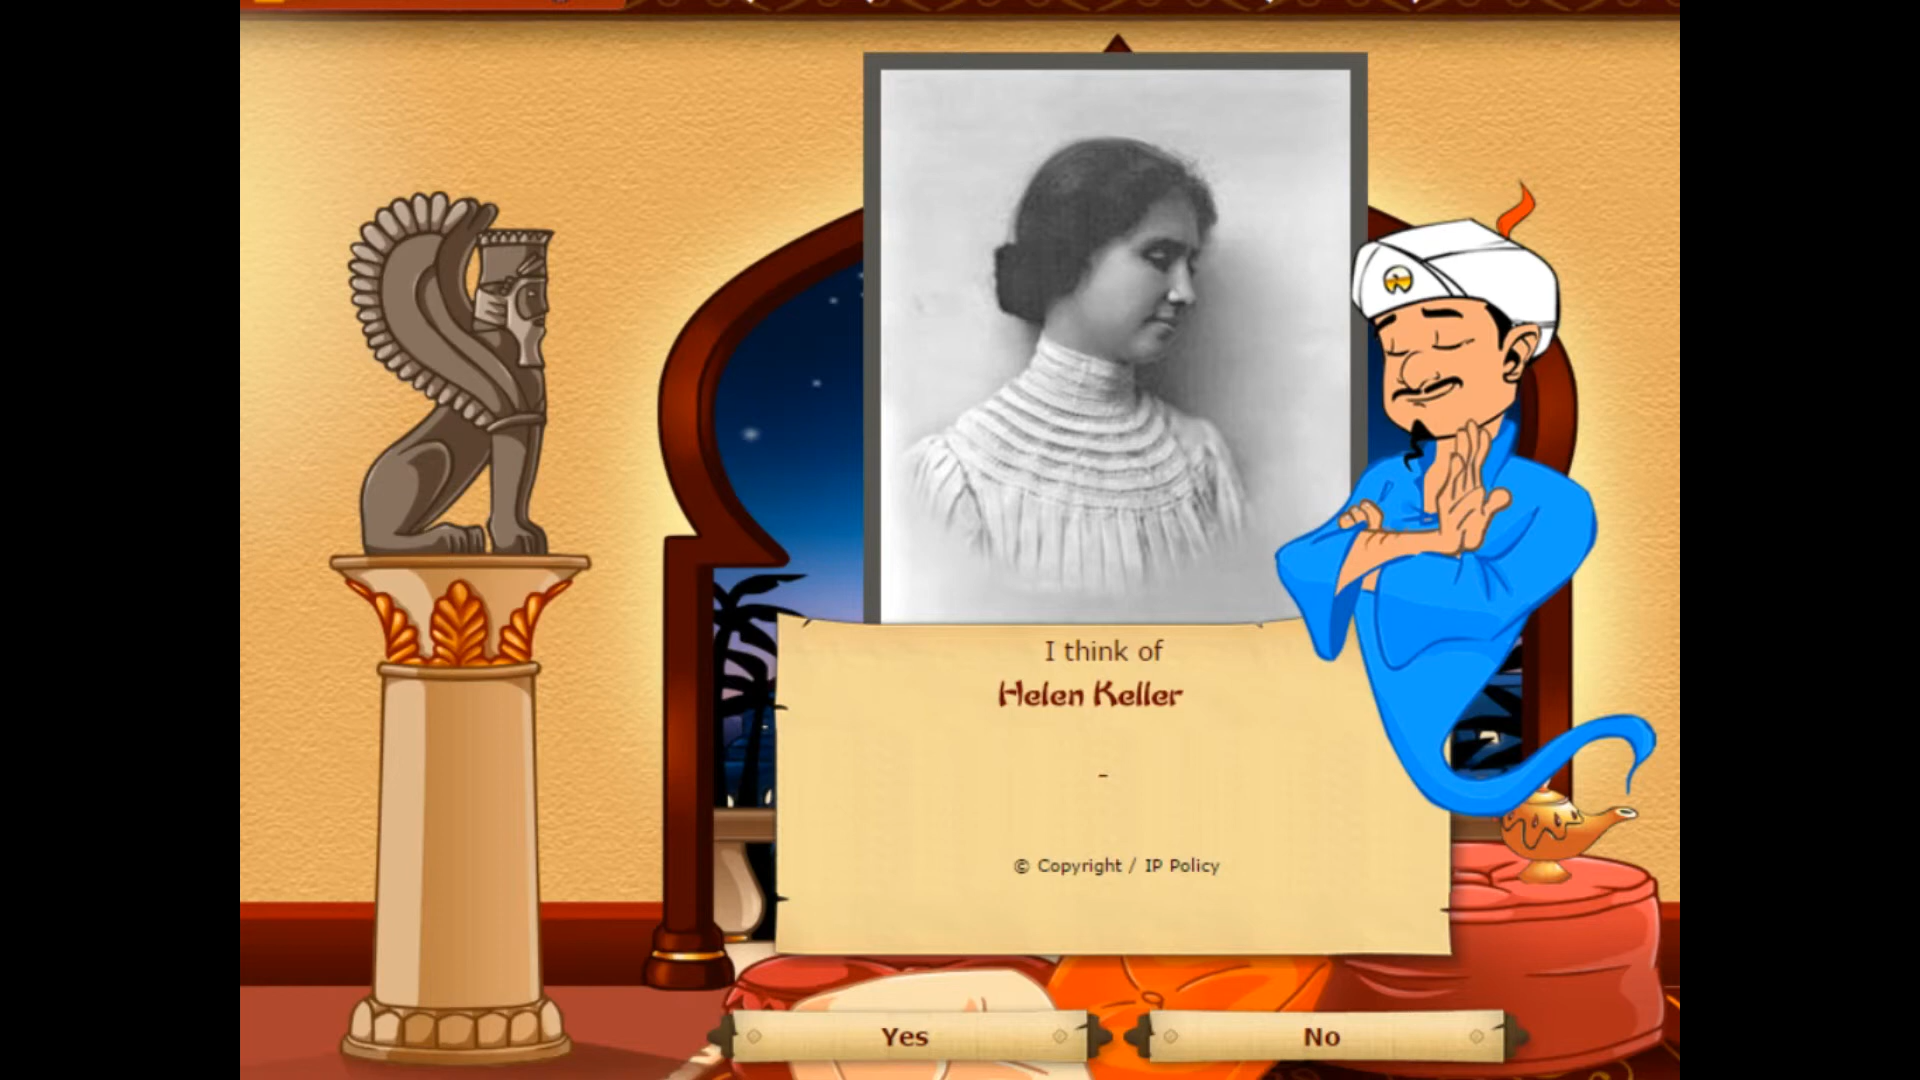 I think of
Helen Keller
-
© Copyright / IP Policy
Yes
No